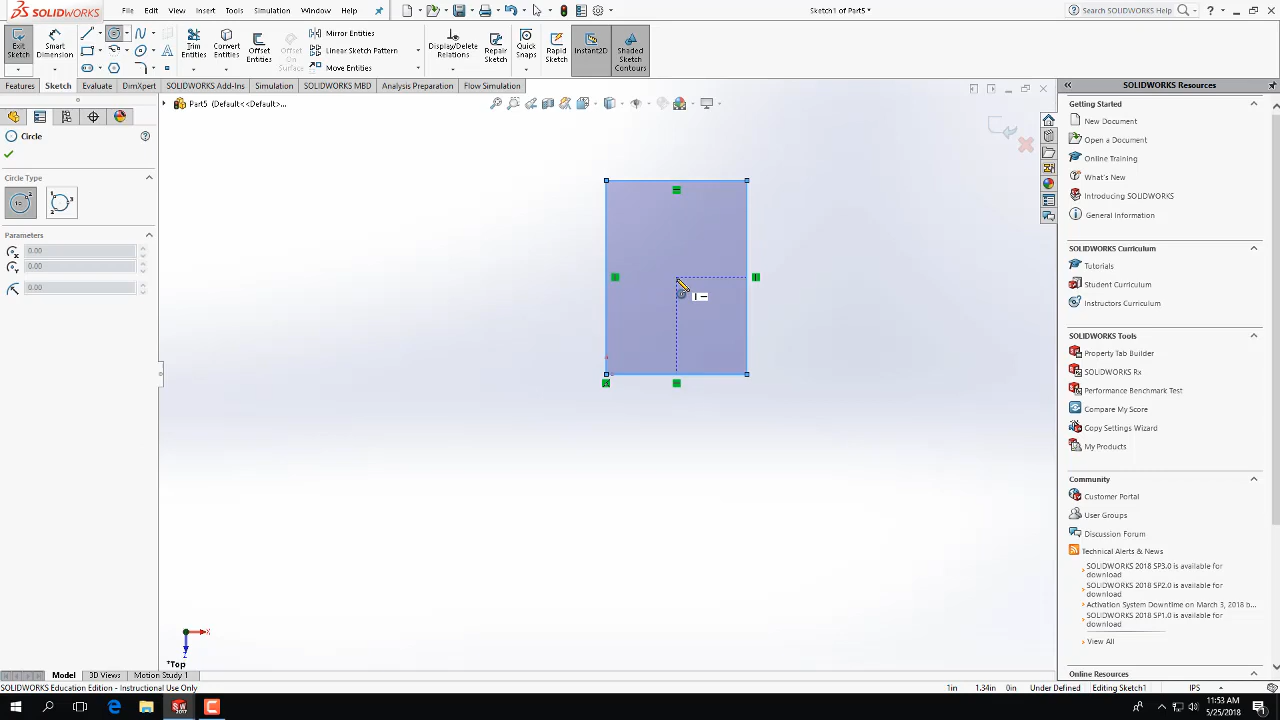 SOLIDWORKS
File Edit View Insert Tools Simulation Window Help
Sketch1 of Part5 *
Search SOLIDWORKS Help
Exit Sketch
Smart Dimension
Trim Entities
Convert Entities
Offset Entities
Offset On Surface
Mirror Entities
Linear Sketch Pattern
Move Entities
Display/Delete Relations
Repair Sketch
Quick Snaps
Rapid Sketch
Instant2D
Shaded Sketch Contours
Features Sketch Evaluate DimXpert SOLIDWORKS Add-Ins Simulation SOLIDWORKS MBD Analysis Preparation Flow Simulation
Part5 (Default<<Default>...
Circle
Circle Type
Parameters
0.00
0.00
0.00
SOLIDWORKS Resources
Getting Started
New Document
Open a Document
Online Training
What's New
Introducing SOLIDWORKS
General Information
SOLIDWORKS Curriculum
Tutorials
Student Curriculum
Instructors Curriculum
SOLIDWORKS Tools
Property Tab Builder
SOLIDWORKS Rx
Performance Benchmark Test
Compare My Score
Copy Settings Wizard
My Products
Community
Customer Portal
User Groups
Discussion Forum
Technical Alerts & News
SOLIDWORKS 2018 SP3.0 is available for
download
SOLIDWORKS 2018 SP2.0 is available for
download
Activation System Downtime on March 3, 2018 b...
SOLIDWORKS 2018 SP1.0 is available for
download
View All
Online Resources
X
Z
*Top
Model 3D Views Motion Study 1
SOLIDWORKS Education Edition - Instructional Use Only
1in 1.34in 0in Under Defined Editing Sketch1 IPS
11:53 AM
5/25/2018